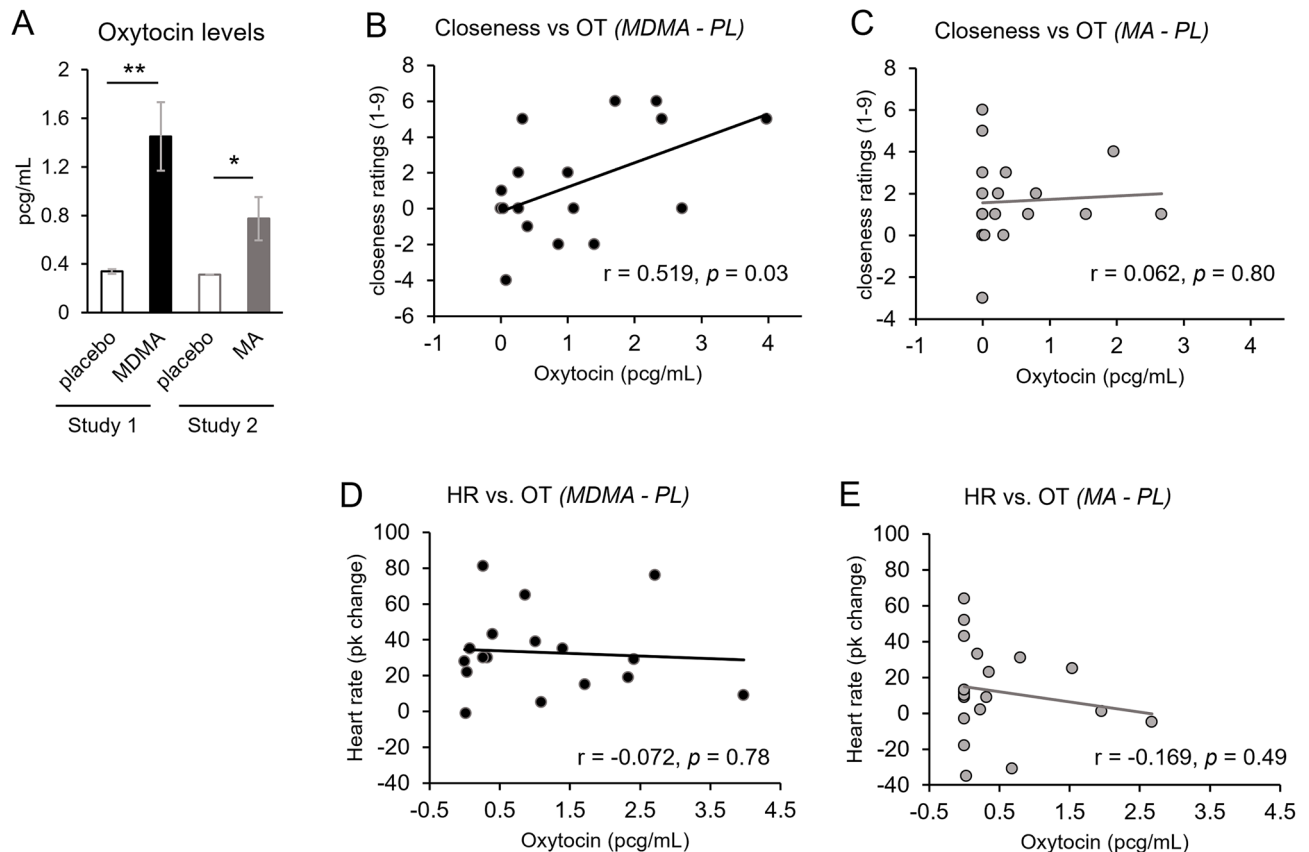 A
Oxytocin levels
**
*
pcg/mL
2
1.6
1.2
0.8
0.4
0
placebo
MDMA
placebo
MA
Study 1
Study 2
B
Closeness vs OT (MDMA - PL)
closeness ratings (1-9)
8
6
4
2
0
-2
-4
-6
r = 0.519, p = 0.03
-1 0 1 2 3 4
Oxytocin (pcg/mL)
C
Closeness vs OT (MA - PL)
closeness ratings (1-9)
8
6
4
2
0
-2
-4
r = 0.062, p = 0.80
-1 0 1 2 3 4
Oxytocin (pcg/mL)
D
HR vs. OT (MDMA - PL)
Heart rate (pk change)
100
80
60
40
20
0
-20
-40
r = -0.072, p = 0.78
-0.5 0.5 1.5 2.5 3.5 4.5
Oxytocin (pcg/mL)
E
HR vs. OT (MA - PL)
Heart rate (pk change)
100
80
60
40
20
0
-20
-40
r = -0.169, p = 0.49
-0.5 0.5 1.5 2.5 3.5 4.5
Oxytocin (pcg/mL)